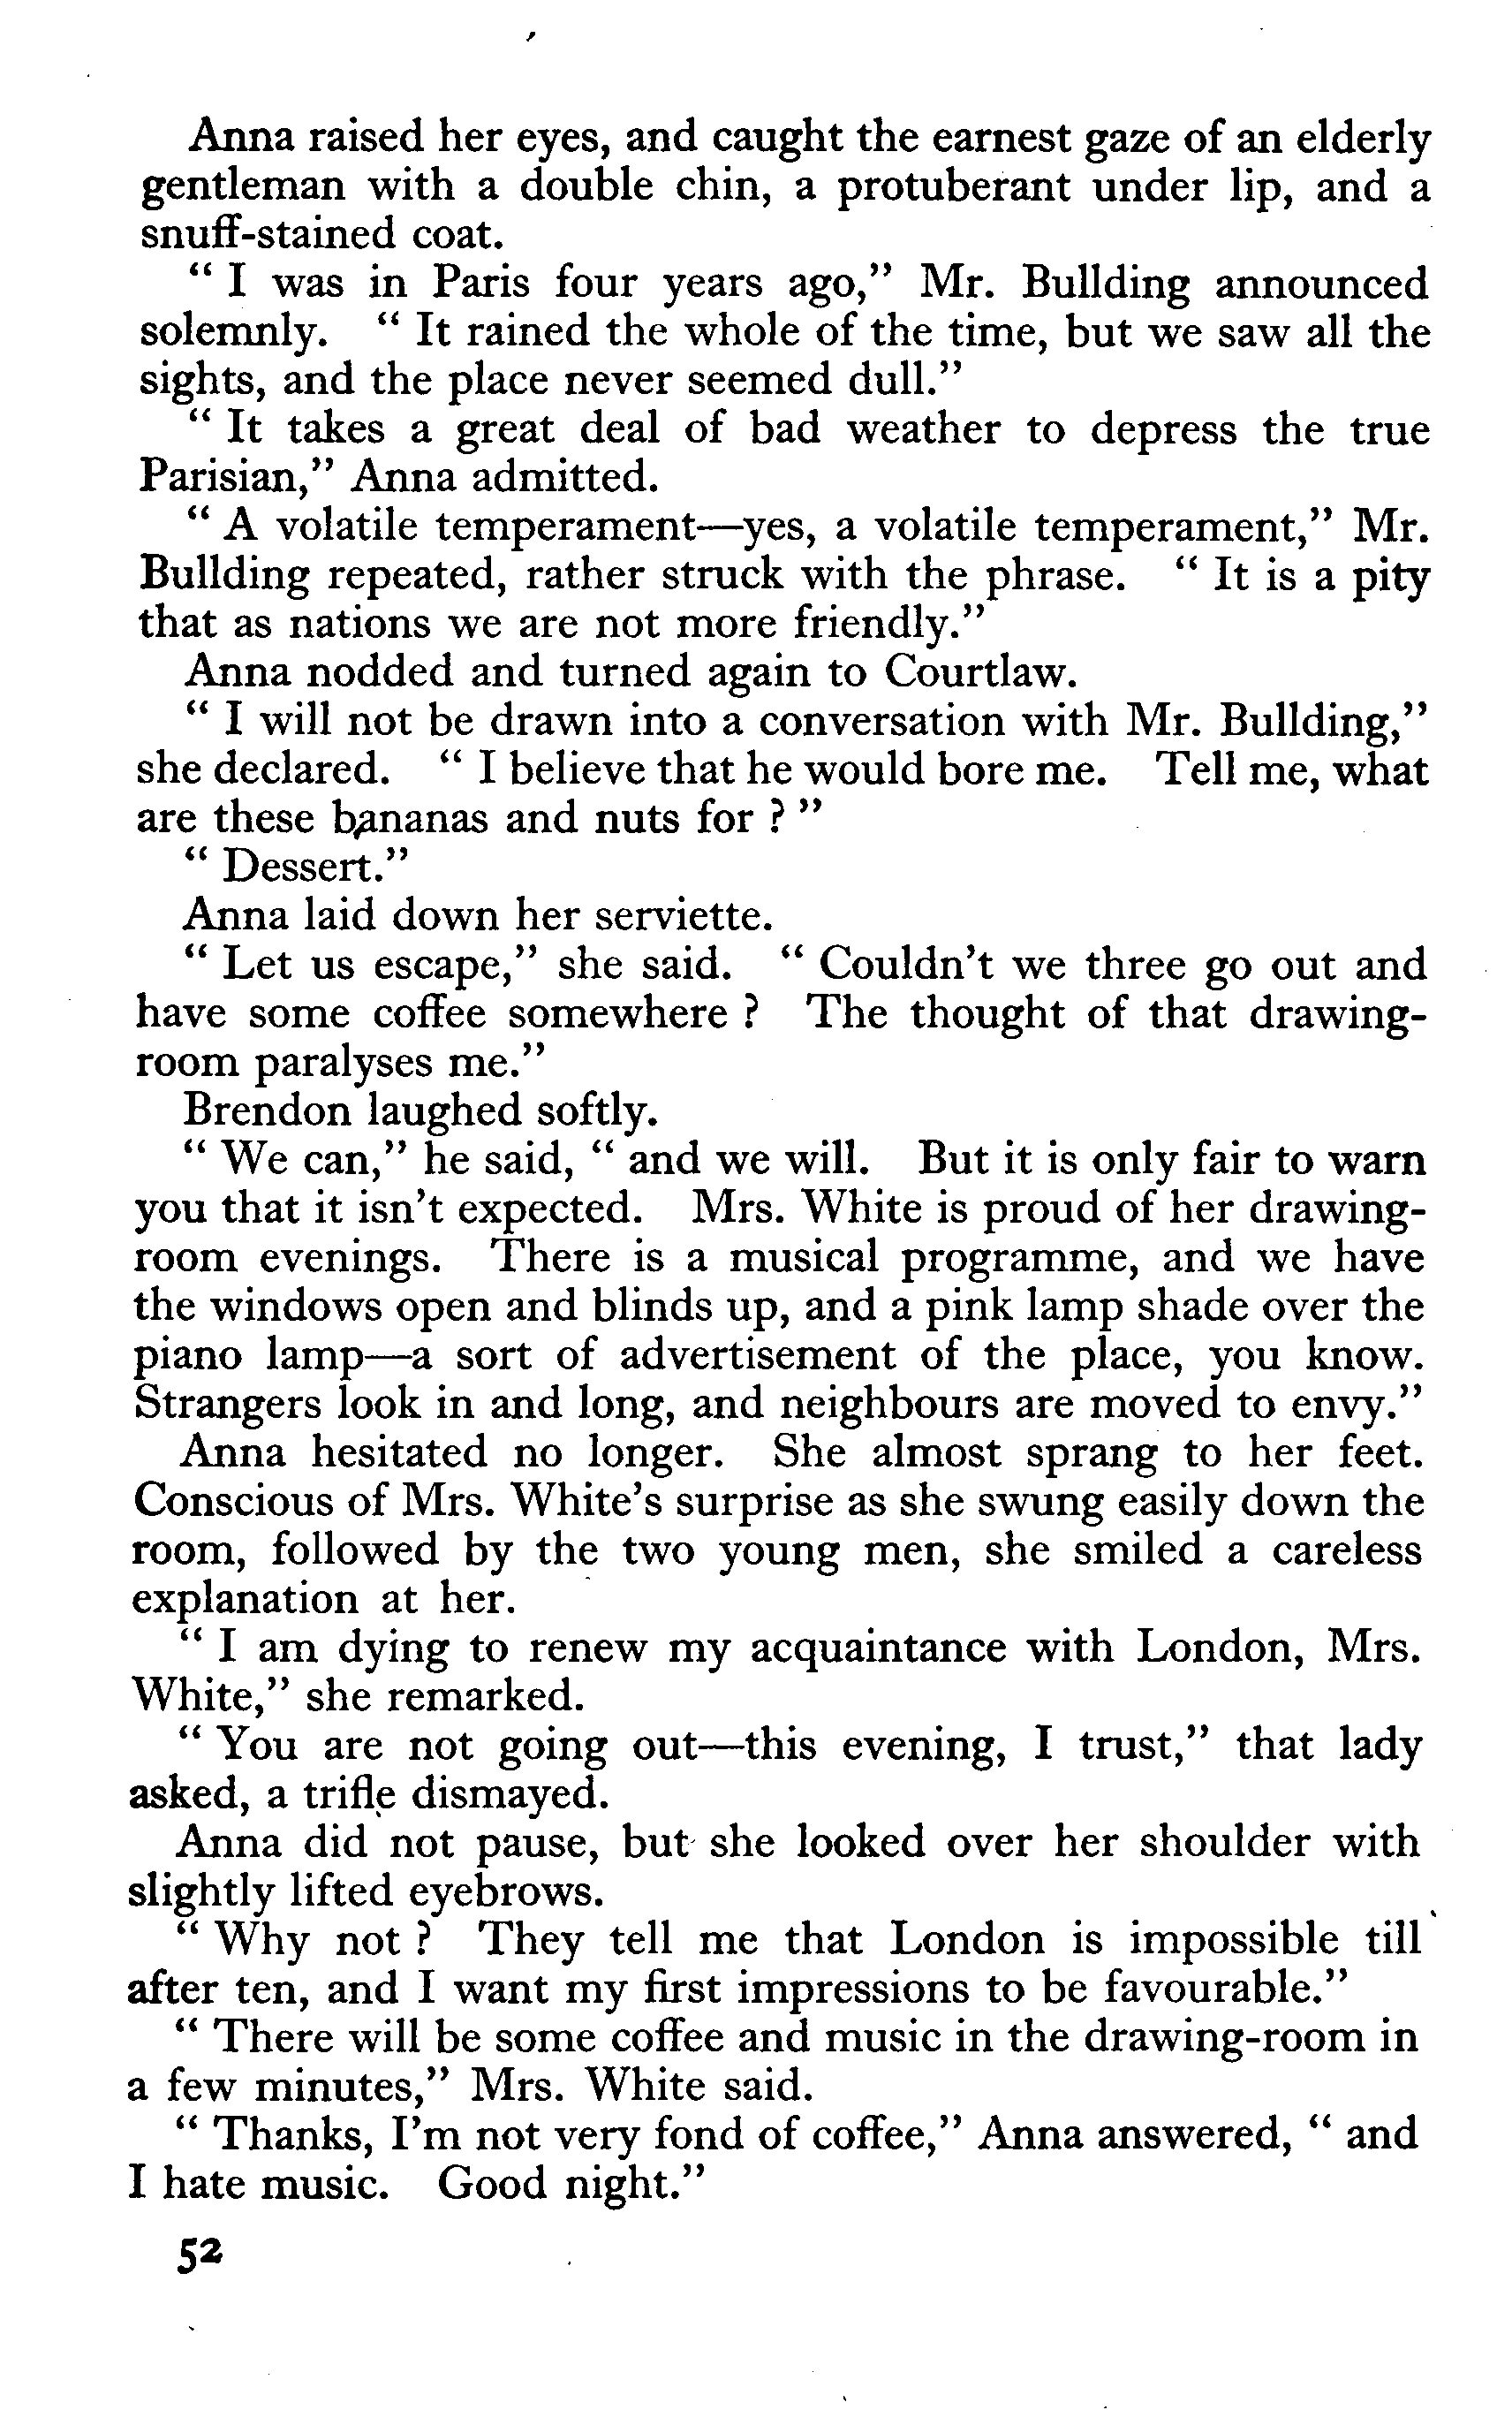 Anna raised her eyes, and caught the earnest gaze of an elderly
gentleman with a double chin, a protuberant under lip, and a
snuff-stained coat.
" I was in Paris four years ago," Mr. Bullding announced
solemnly. " It rained the whole of the time, but we saw all the
sights, and the place never seemed dull."
" It takes a great deal of bad weather to depress the true
Parisian," Anna admitted.
" A volatile temperament—yes, a volatile temperament," Mr.
Bullding repeated, rather struck with the phrase. " It is a pity
that as nations we are not more friendly."
Anna nodded and turned again to Courtlaw.
" I will not be drawn into a conversation with Mr. Bullding,"
she declared. " I believe that he would bore me. Tell me, what
are these bananas and nuts for ? "
" Dessert."
Anna laid down her serviette.
" Let us escape," she said. " Couldn't we three go out and
have some coffee somewhere ? The thought of that drawing-
room paralyses me."
Brendon laughed softly.
" We can," he said, " and we will. But it is only fair to warn
you that it isn't expected. Mrs. White is proud of her drawing-
room evenings. There is a musical programme, and we have
the windows open and blinds up, and a pink lamp shade over the
piano lamp—a sort of advertisement of the place, you know.
Strangers look in and long, and neighbours are moved to envy."
Anna hesitated no longer. She almost sprang to her feet.
Conscious of Mrs. White's surprise as she swung easily down the
room, followed by the two young men, she smiled a careless
explanation at her.
" I am dying to renew my acquaintance with London, Mrs.
White," she remarked.
" You are not going out—this evening, I trust," that lady
asked, a trifle dismayed.
Anna did not pause, but she looked over her shoulder with
slightly lifted eyebrows.
" Why not ? They tell me that London is impossible till
after ten, and I want my first impressions to be favourable."
" There will be some coffee and music in the drawing-room in
a few minutes," Mrs. White said.
" Thanks, I'm not very fond of coffee," Anna answered, " and
I hate music. Good night."
52